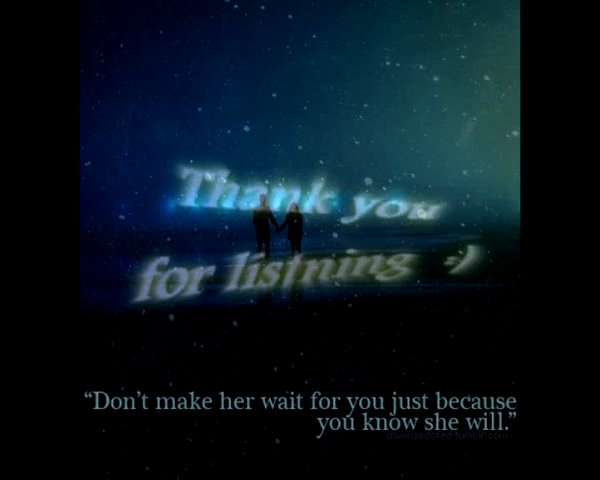 Thank you
for listning =)
“Don’t make her wait for you just because
you know she will.”